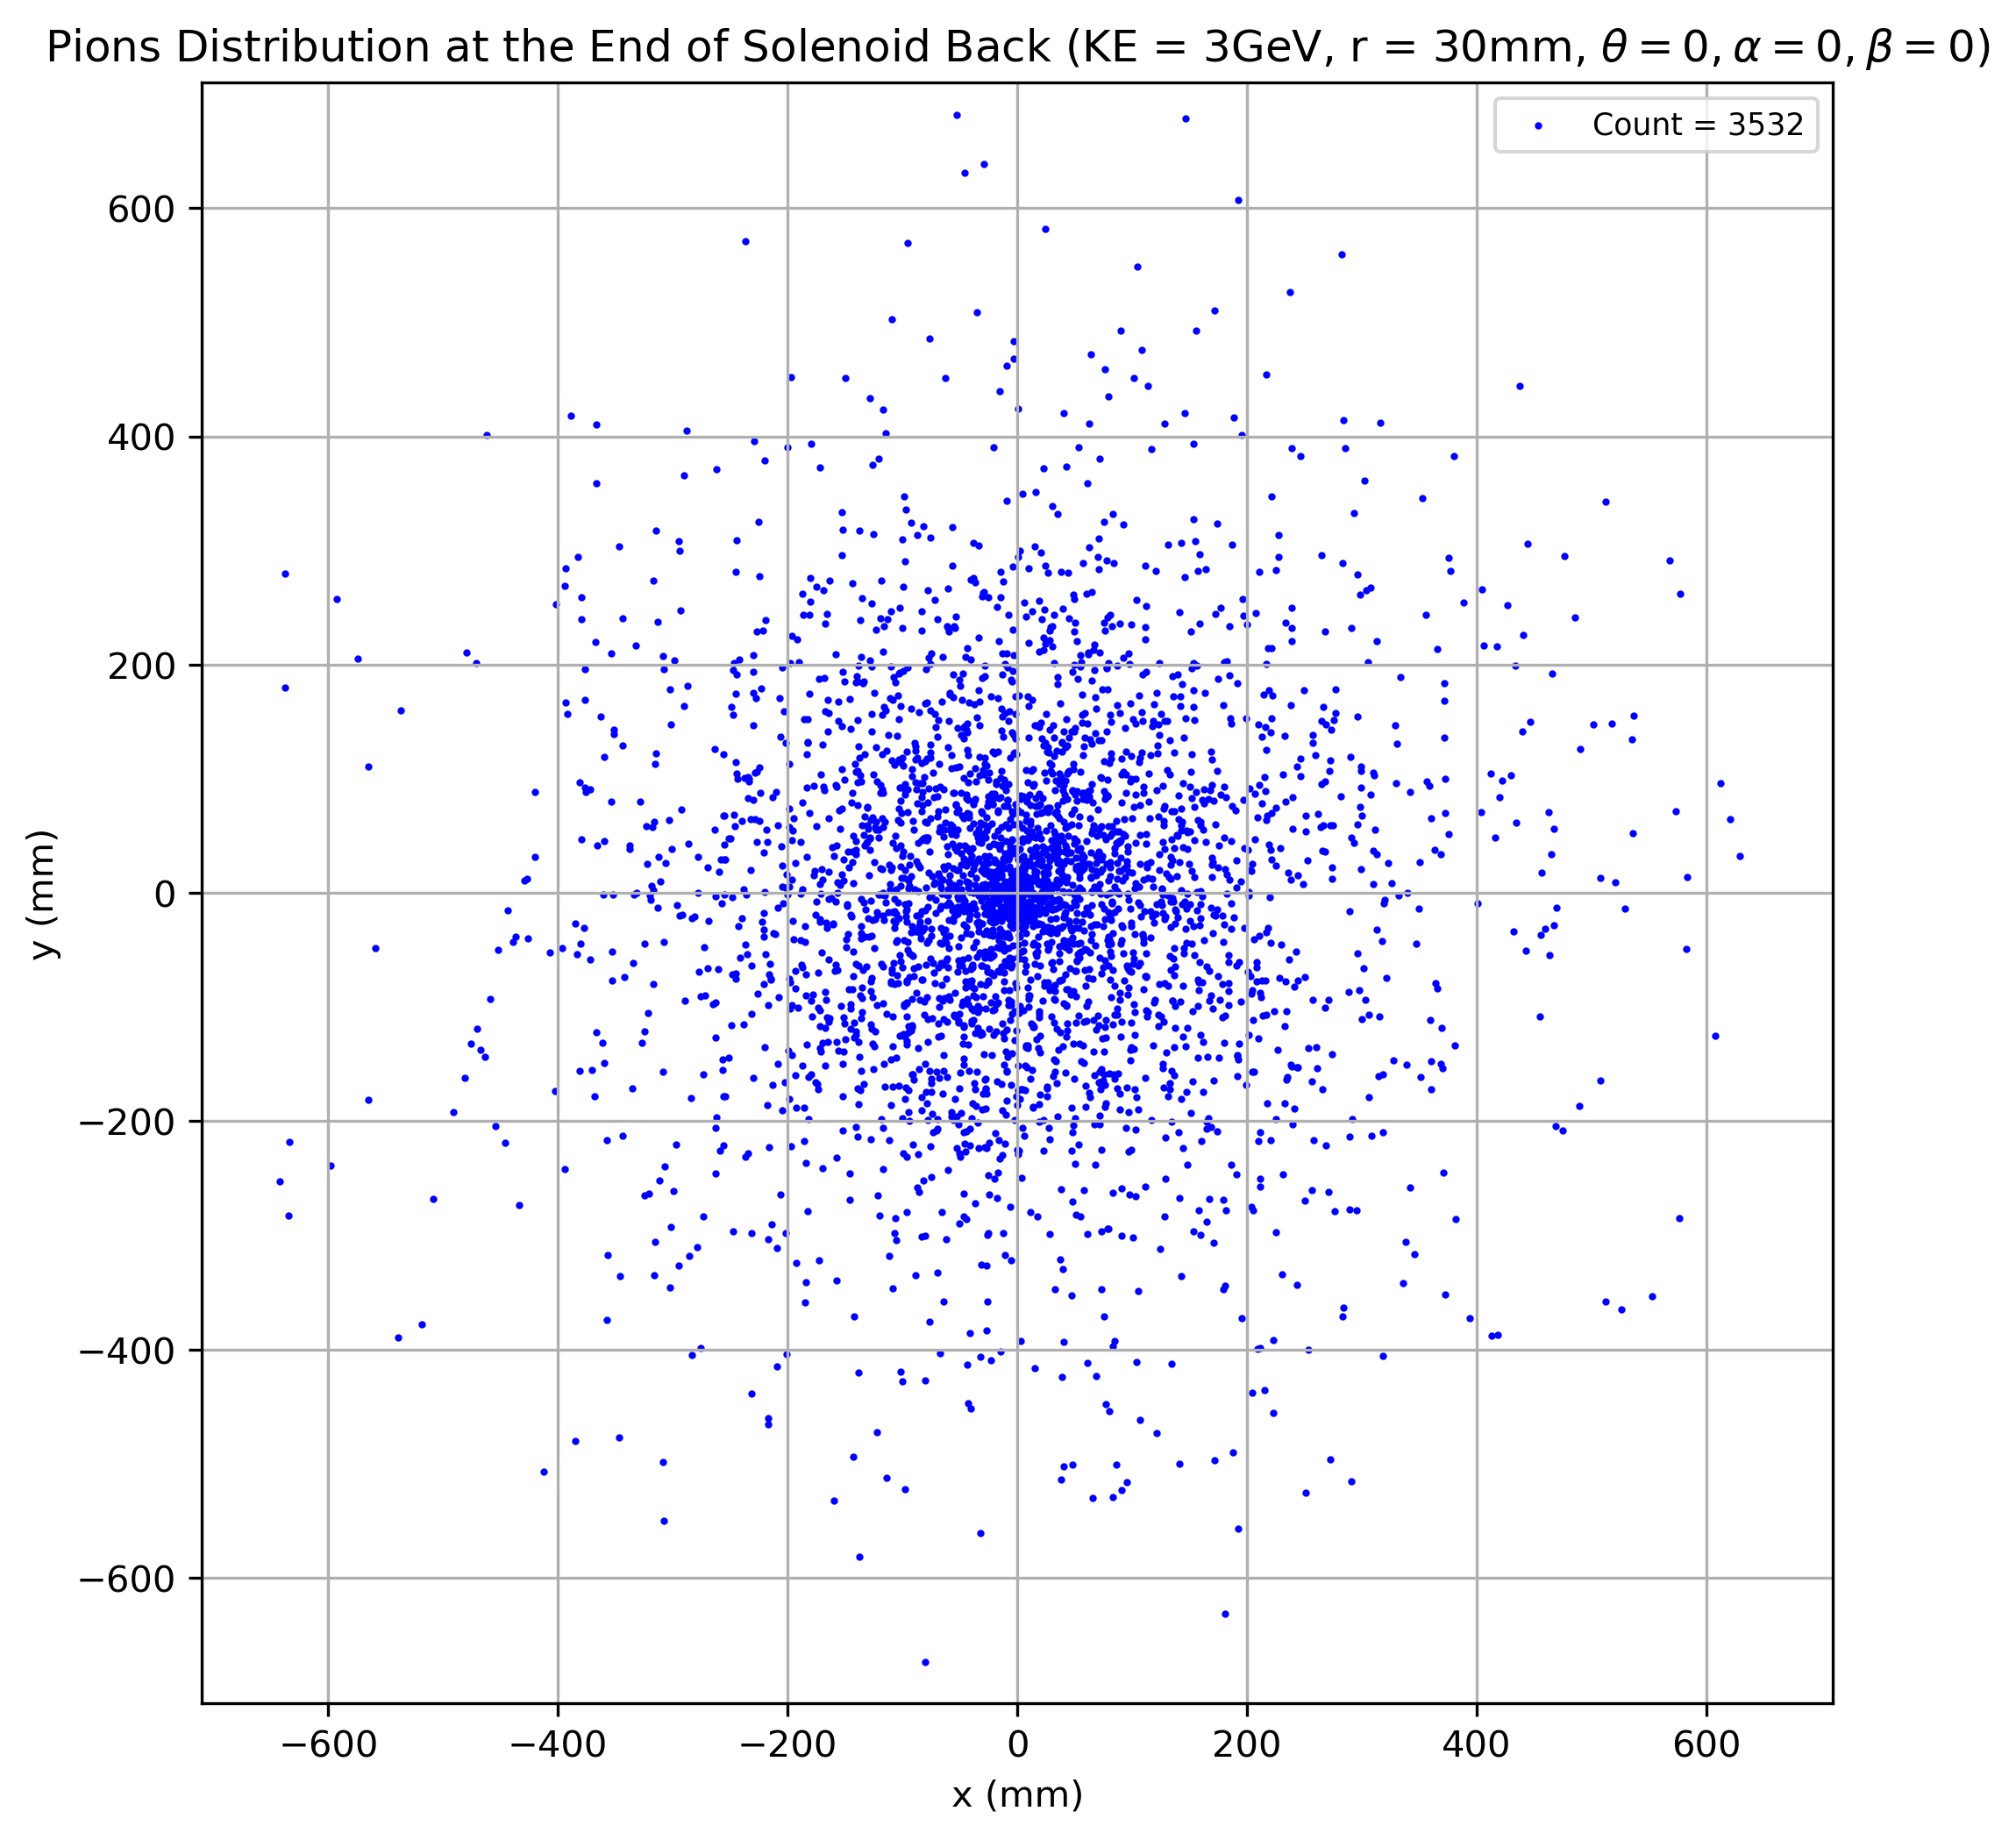 Pions Distribution at the End of Solenoid Back (KE = 3GeV, r = 30mm, θ = 0, α = 0, β = 0)
Count = 3532
600
400
200
0
−200
−400
−600
y (mm)
−600 −400 −200 0 200 400 600
x (mm)